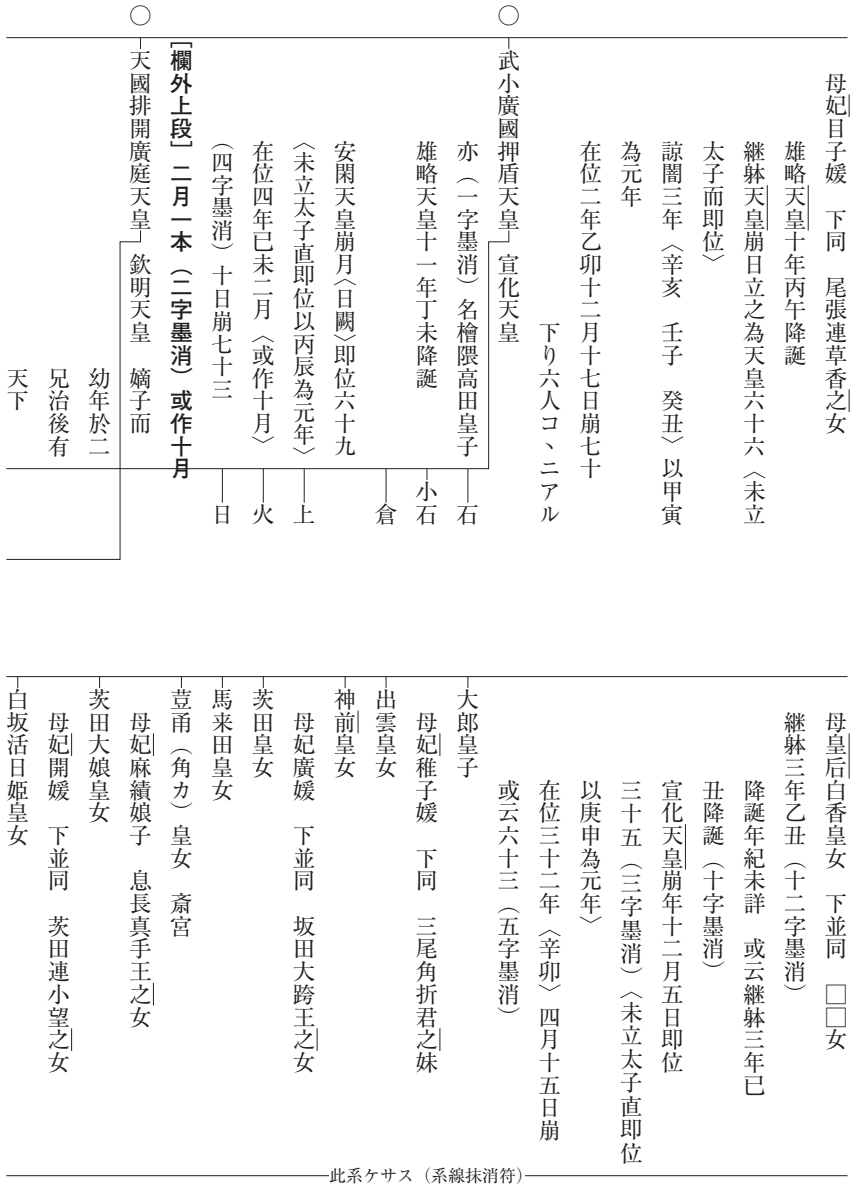 母妃目子媛　下同　尾張連草香之女
雄略天皇十年丙午降誕
継躰天皇崩日立之為天皇六十六〈未立
太子而即位〉
諒闇三年〈辛亥　壬子　癸丑〉以甲寅
為元年
在位二年乙卯十二月十七日崩七十
下り六人コヽニアル
○武小廣國押盾天皇　宣化天皇
亦（一字墨消）名檜隈高田皇子
雄略天皇十一年丁未降誕
安閑天皇崩月〈日闕〉即位六十九
〈未立太子直即位以丙辰為元年〉
在位四年已未二月〈或作十月〉
（四字墨消）十日崩七十三
石
小石
倉
上
火
日
［欄外上段］二月一本（二字墨消）或作十月
○天國排開廣庭天皇　欽明天皇　嫡子而
幼年於二
兄治後有
天下
母皇后白香皇女　下並同　□□女
継躰三年乙丑（十二字墨消）
降誕年紀未詳　或云継躰三年已
丑降誕（十字墨消）
宣化天皇崩年十二月五日即位
三十五（三字墨消）〈未立太子直即位
以庚申為元年〉
在位三十二年〈辛卯〉四月十五日崩
或云六十三（五字墨消）
大郎皇子
母妃稚子媛　下同　三尾角折君之妹
出雲皇女
神前皇女
母妃廣媛　下並同　坂田大跨王之女
茨田皇女
馬来田皇女
荳甬（角カ）皇女　斎宮
母妃麻績娘子　息長真手王之女
茨田大娘皇女
母妃開媛　下並同　茨田連小望之女
白坂活日姫皇女
此系ケサス（系線抹消符）